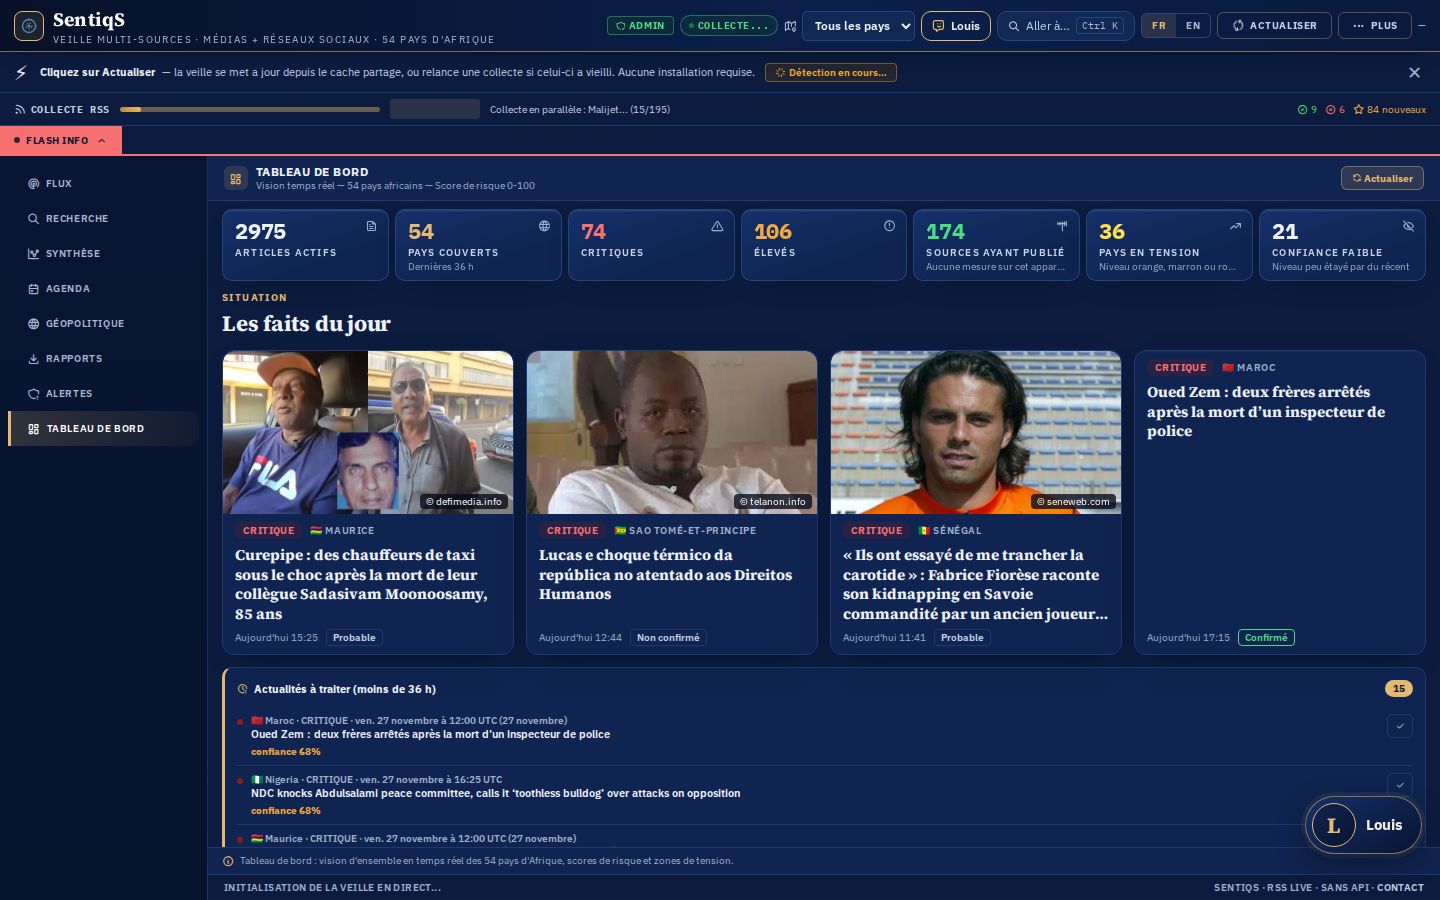 SentiqS
VEILLE MULTI-SOURCES · MÉDIAS + RÉSEAUX SOCIAUX · 54 PAYS D'AFRIQUE
ADMIN
COLLECTE...
Tous les pays
Louis
Aller à... Ctrl K
FR EN
ACTUALISER
··· PLUS
Cliquez sur Actualiser — la veille se met a jour depuis le cache partage, ou relance une collecte si celui-ci a vieilli. Aucune installation requise.
Détection en cours...
COLLECTE RSS
Collecte en parallèle : Malijet... (15/195)
9 6 84 nouveaux
FLASH INFO
FLUX
RECHERCHE
SYNTHÈSE
AGENDA
GÉOPOLITIQUE
RAPPORTS
ALERTES
TABLEAU DE BORD
TABLEAU DE BORD
Vision temps réel — 54 pays africains — Score de risque 0-100
Actualiser
2975
ARTICLES ACTIFS
54
PAYS COUVERTS
Dernières 36 h
74
CRITIQUES
106
ÉLEVÉS
174
SOURCES AYANT PUBLIÉ
Aucune mesure sur cet appar...
36
PAYS EN TENSION
Niveau orange, marron ou ro...
21
CONFIANCE FAIBLE
Niveau peu étayé par du récent
SITUATION
Les faits du jour
FILA
© defimedia.info
CRITIQUE MAURICE
Curepipe : des chauffeurs de taxi
sous le choc après la mort de leur
collègue Sadasivam Moonoosamy,
85 ans
Aujourd'hui 15:25 Probable
© telanon.info
CRITIQUE SAO TOMÉ-ET-PRINCIPE
Lucas e choque térmico da
república no atentado aos Direitos
Humanos
Aujourd'hui 12:44 Non confirmé
© seneweb.com
CRITIQUE SÉNÉGAL
« Ils ont essayé de me trancher la
carotide » : Fabrice Fiorèse raconte
son kidnapping en Savoie
commandité par un ancien joueur...
Aujourd'hui 11:41 Probable
CRITIQUE MAROC
Oued Zem : deux frères arrêtés
après la mort d’un inspecteur de
police
Aujourd'hui 17:15 Confirmé
Actualités à traiter (moins de 36 h)
15
Maroc · CRITIQUE · ven. 27 novembre à 12:00 UTC (27 novembre)
Oued Zem : deux frères arrêtés après la mort d’un inspecteur de police
confiance 68%
Nigeria · CRITIQUE · ven. 27 novembre à 16:25 UTC
NDC knocks Abdulsalami peace committee, calls it ‘toothless bulldog’ over attacks on opposition
confiance 68%
Maurice · CRITIQUE · ven. 27 novembre à 12:00 UTC (27 novembre)
L Louis
Tableau de bord : vision d'ensemble en temps réel des 54 pays d'Afrique, scores de risque et zones de tension.
INITIALISATION DE LA VEILLE EN DIRECT...
SENTIQS · RSS LIVE · SANS API · CONTACT